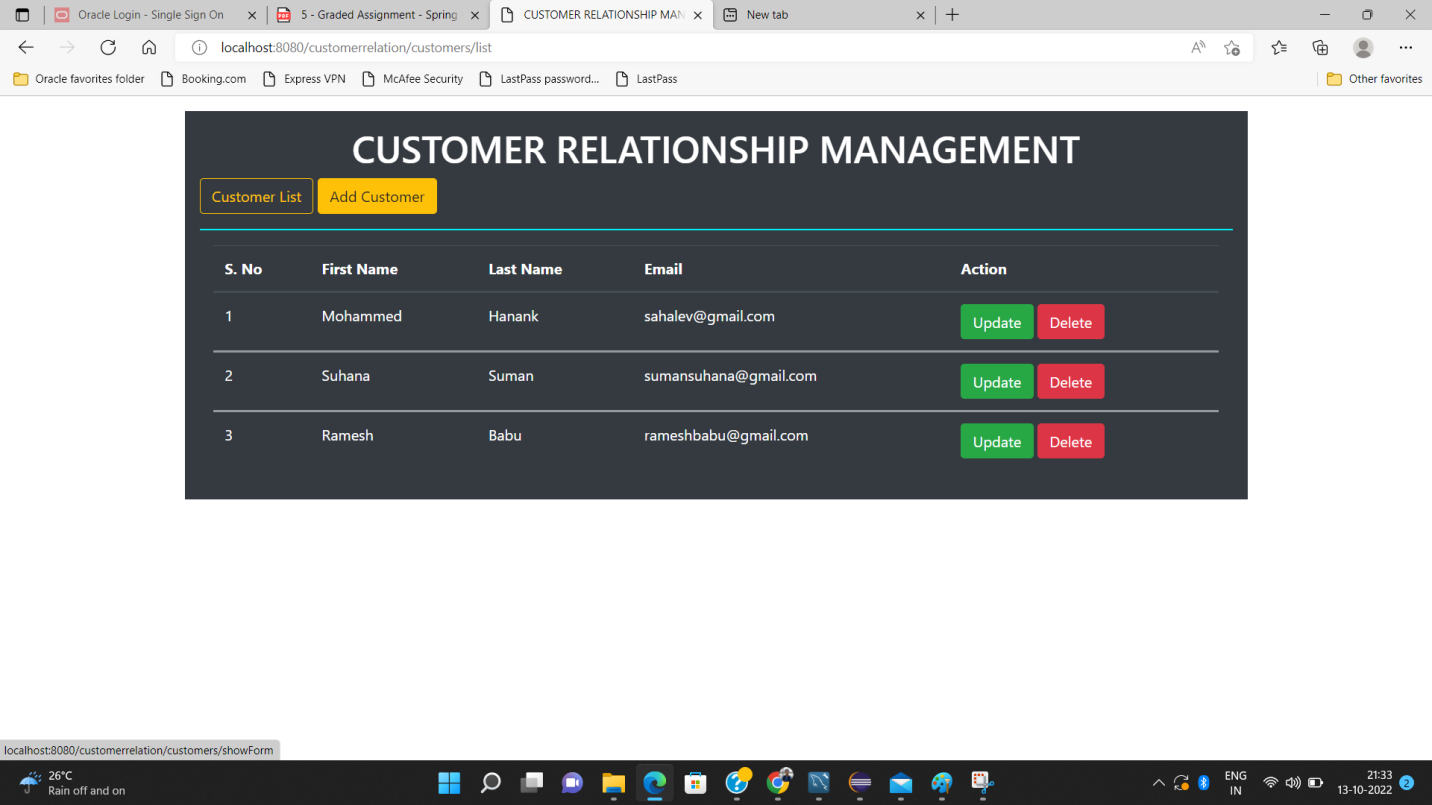 Oracle Login - Single Sign On
5 - Graded Assignment - Spring
CUSTOMER RELATIONSHIP MAN
New tab
localhost:8080/customerrelation/customers/list
Oracle favorites folder
Booking.com
Express VPN
McAfee Security
LastPass password...
LastPass
Other favorites
CUSTOMER RELATIONSHIP MANAGEMENT
Customer List Add Customer
S. No First Name Last Name Email Action
1 Mohammed Hanank sahalev@gmail.com Update Delete
2 Suhana Suman sumansuhana@gmail.com Update Delete
3 Ramesh Babu rameshbabu@gmail.com Update Delete
localhost:8080/customerrelation/customers/showForm
26°C
Rain off and on
ENG
IN
21:33
13-10-2022
2